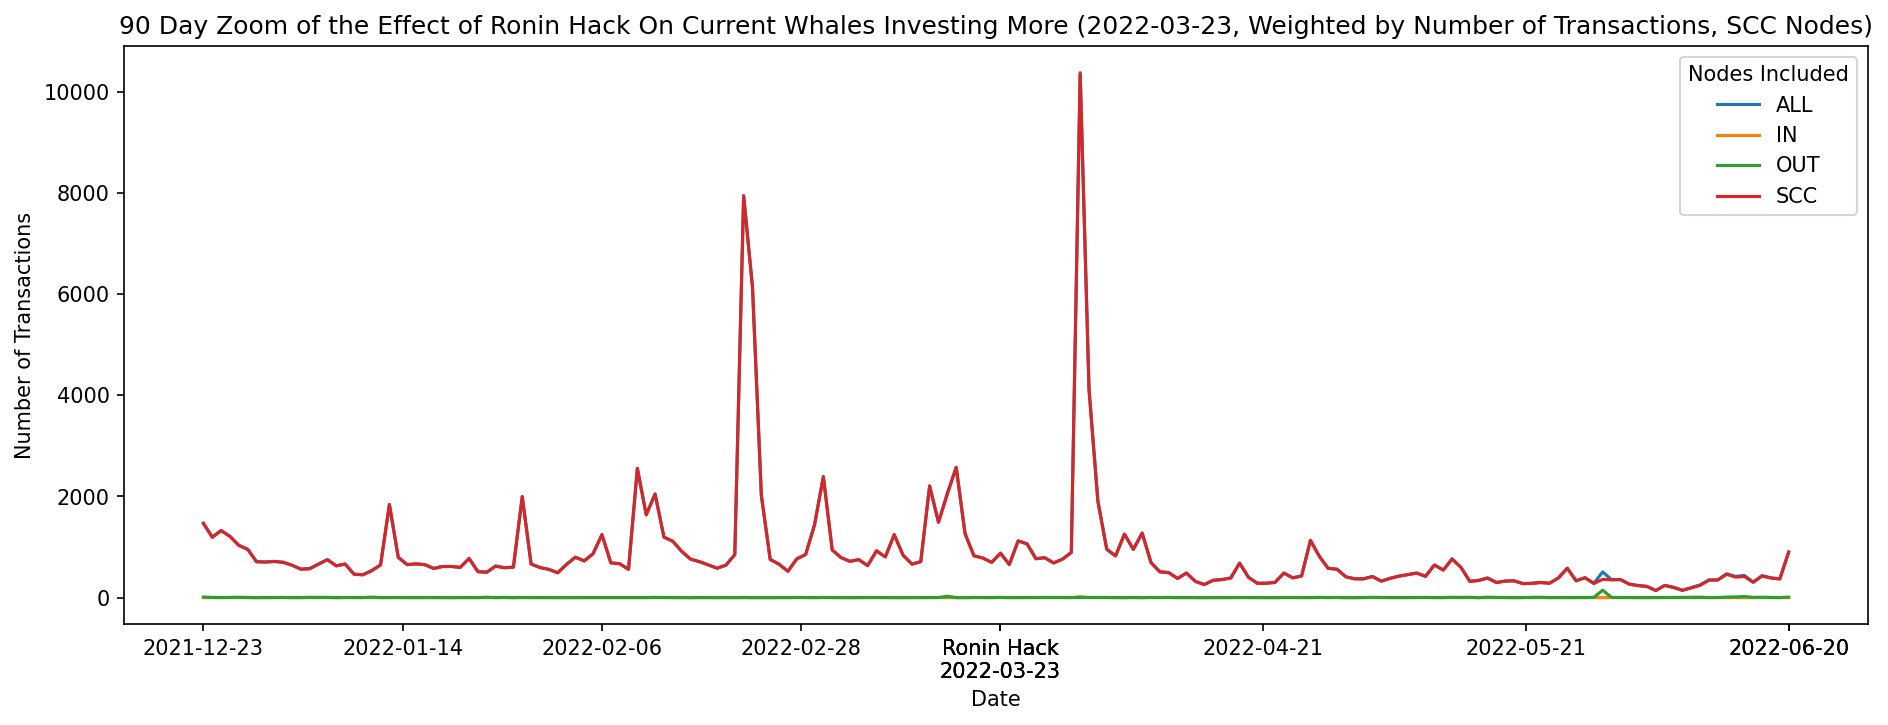 90 Day Zoom of the Effect of Ronin Hack On Current Whales Investing More (2022-03-23, Weighted by Number of Transactions, SCC Nodes)
Nodes Included
ALL
IN
OUT
SCC
Number of Transactions
10000
8000
6000
4000
2000
0
2021-12-23
2022-01-14
2022-02-06
2022-02-28
Ronin Hack
2022-03-23
2022-04-21
2022-05-21
2022-06-20
Date